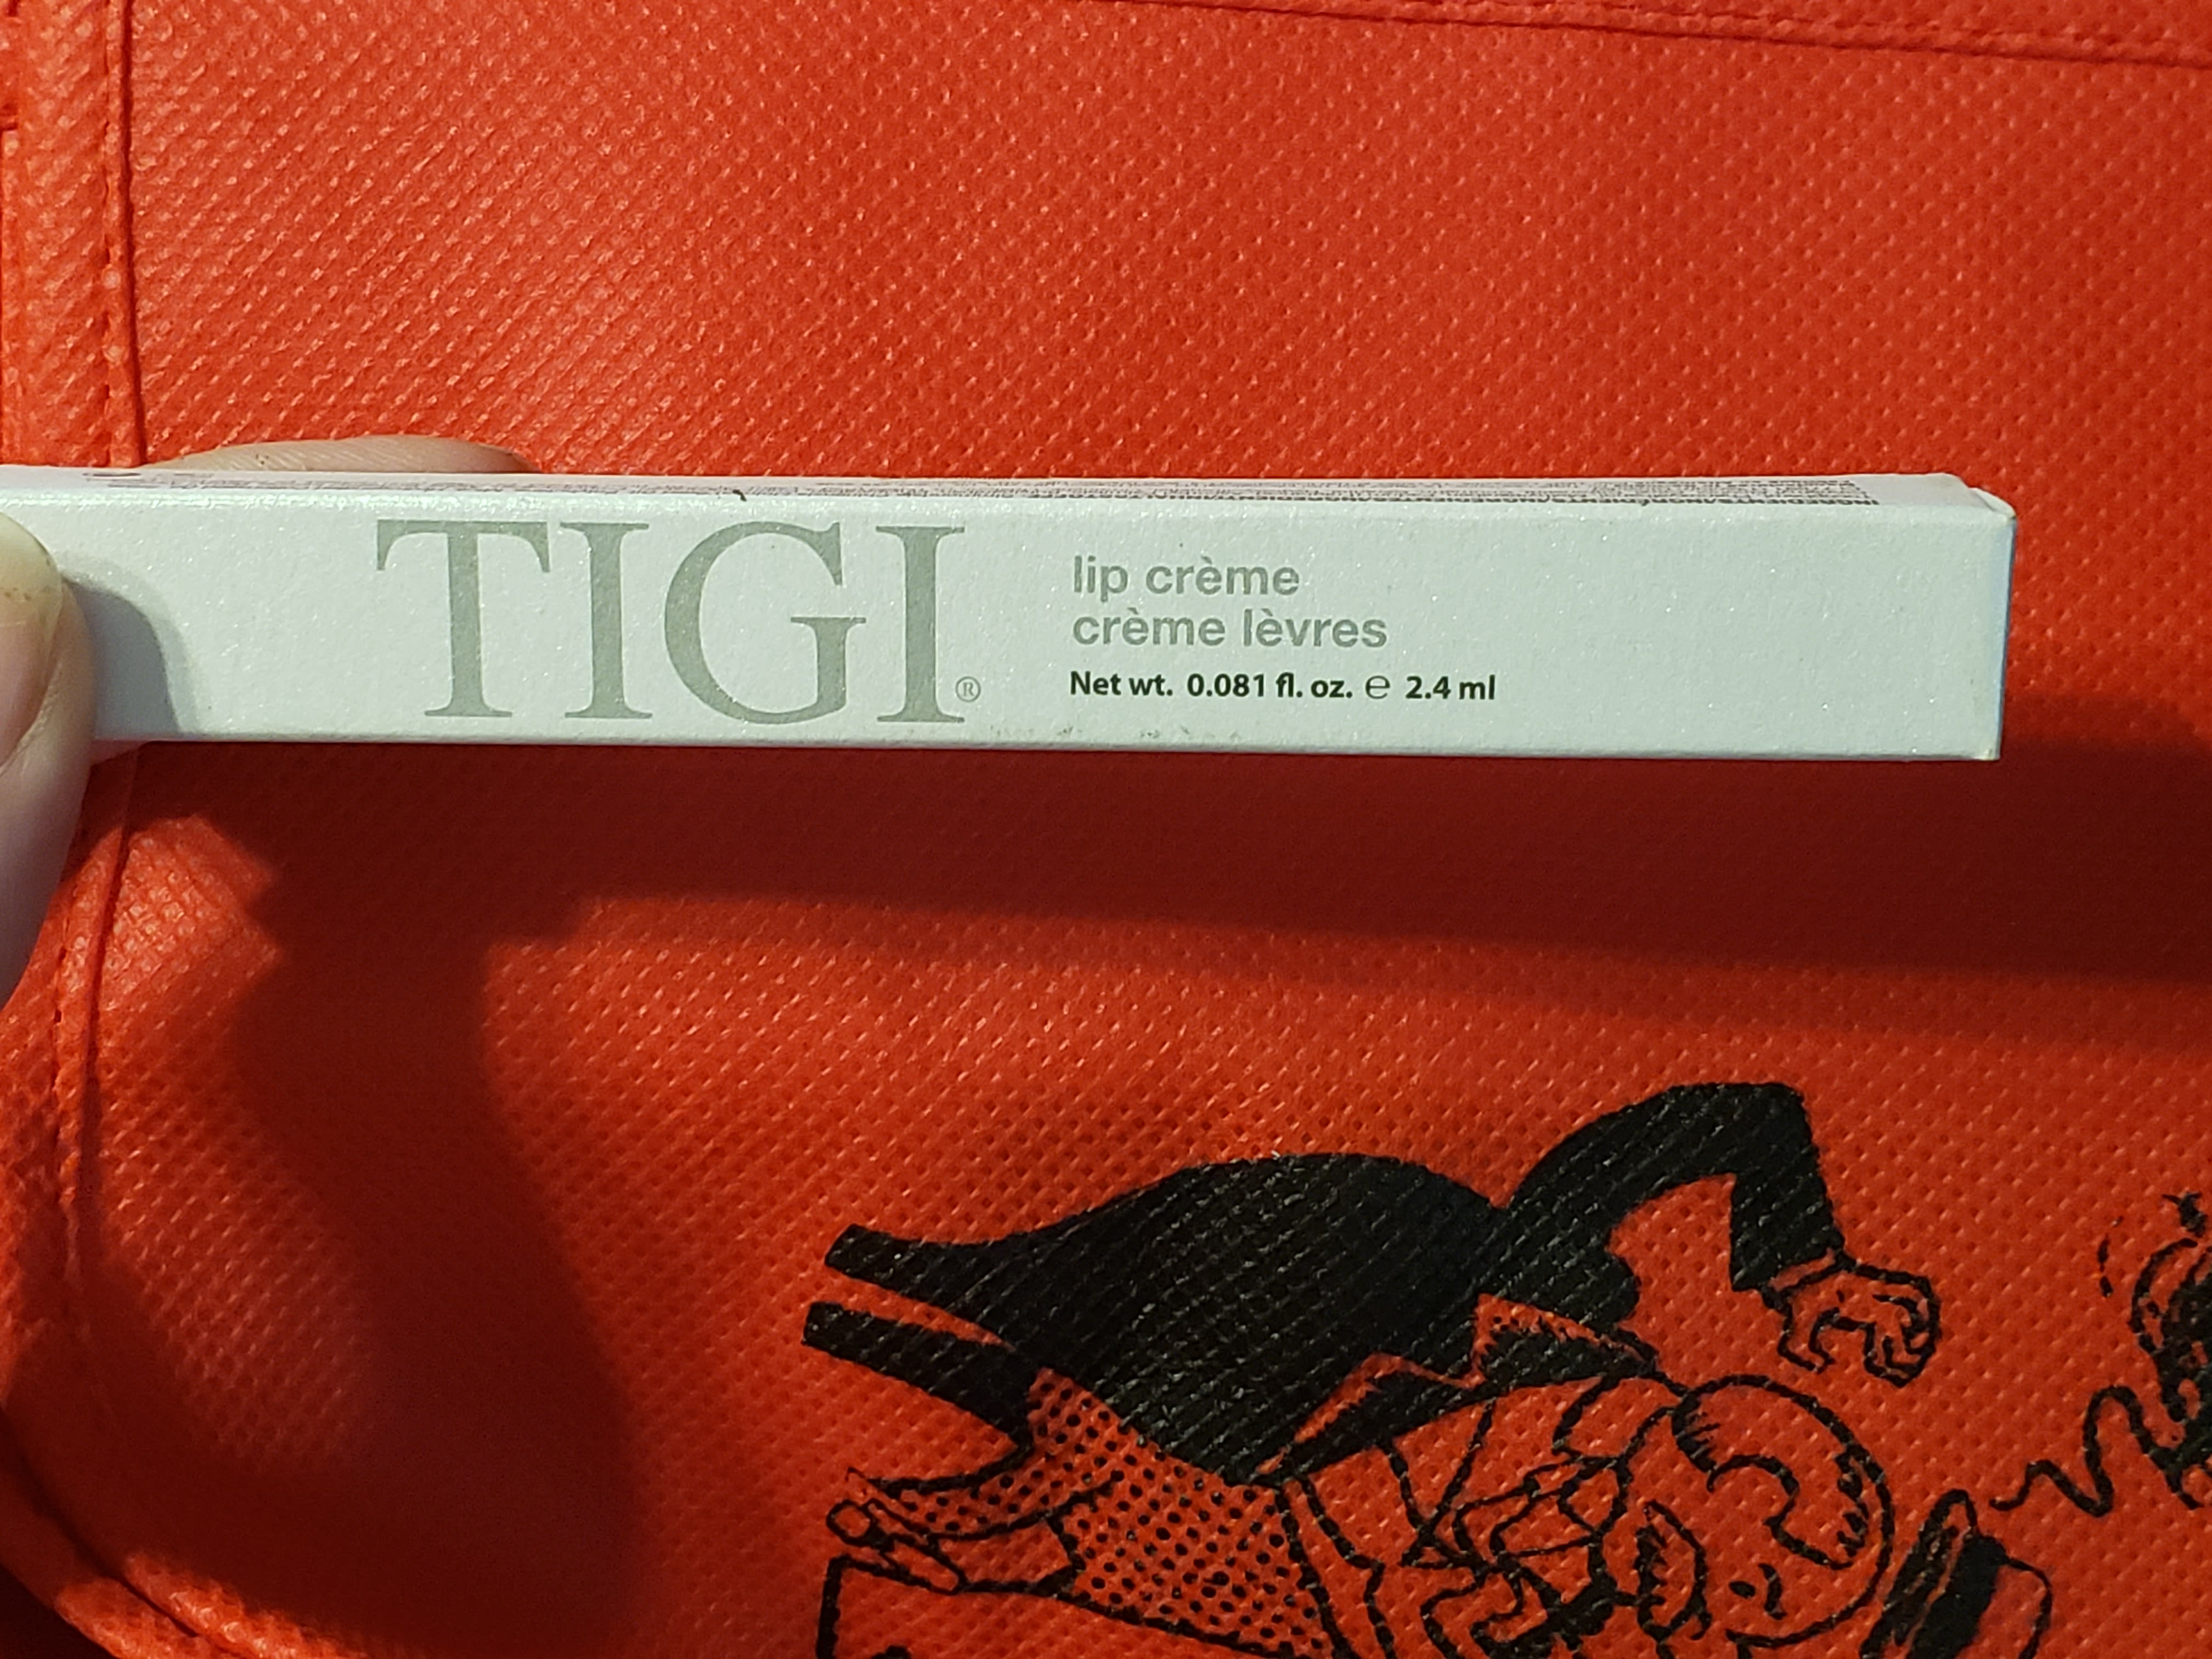 TIGI®
lip crème
crème lèvres
Net wt. 0.081 fl. oz. ℮ 2.4 ml